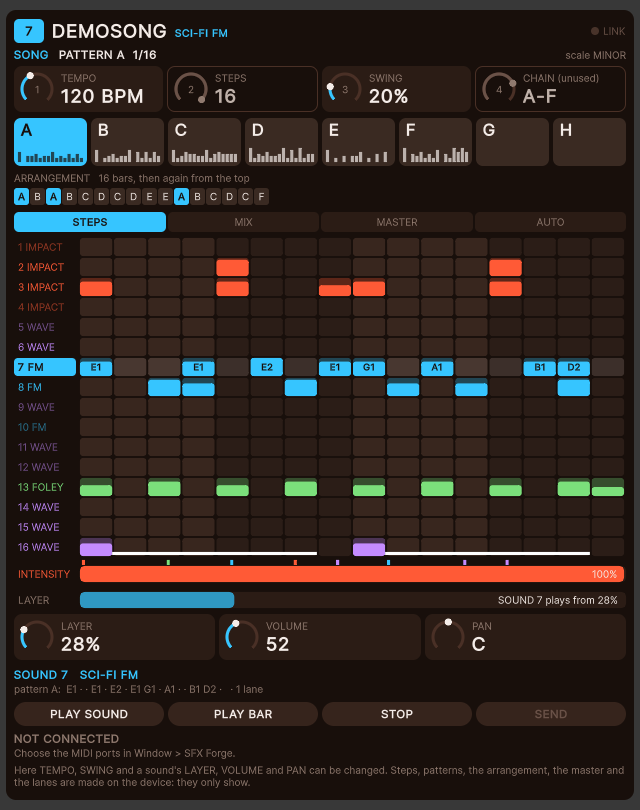 7 DEMOSONG SCI-FI FM LINK
SONG PATTERN A 1/16 scale MINOR
1 TEMPO 120 BPM
2 STEPS 16
3 SWING 20%
4 CHAIN (unused) A-F
A B C D E F G H
ARRANGEMENT 16 bars, then again from the top
A B A B C D C D E E A B C D C F
STEPS MIX MASTER AUTO
1 IMPACT
2 IMPACT
3 IMPACT
4 IMPACT
5 WAVE
6 WAVE
7 FM E1 E1 E2 E1 G1 A1 B1 D2
8 FM
9 WAVE
10 FM
11 WAVE
12 WAVE
13 FOLEY
14 WAVE
15 WAVE
16 WAVE
INTENSITY 100%
LAYER SOUND 7 plays from 28%
LAYER 28%
VOLUME 52
PAN C
SOUND 7 SCI-FI FM
pattern A: E1 · · E1 · E2 · E1 G1 · A1 · · B1 D2 · · 1 lane
PLAY SOUND PLAY BAR STOP SEND
NOT CONNECTED
Choose the MIDI ports in Window > SFX Forge.
Here TEMPO, SWING and a sound's LAYER, VOLUME and PAN can be changed. Steps, patterns, the arrangement, the master and
the lanes are made on the device: they only show.